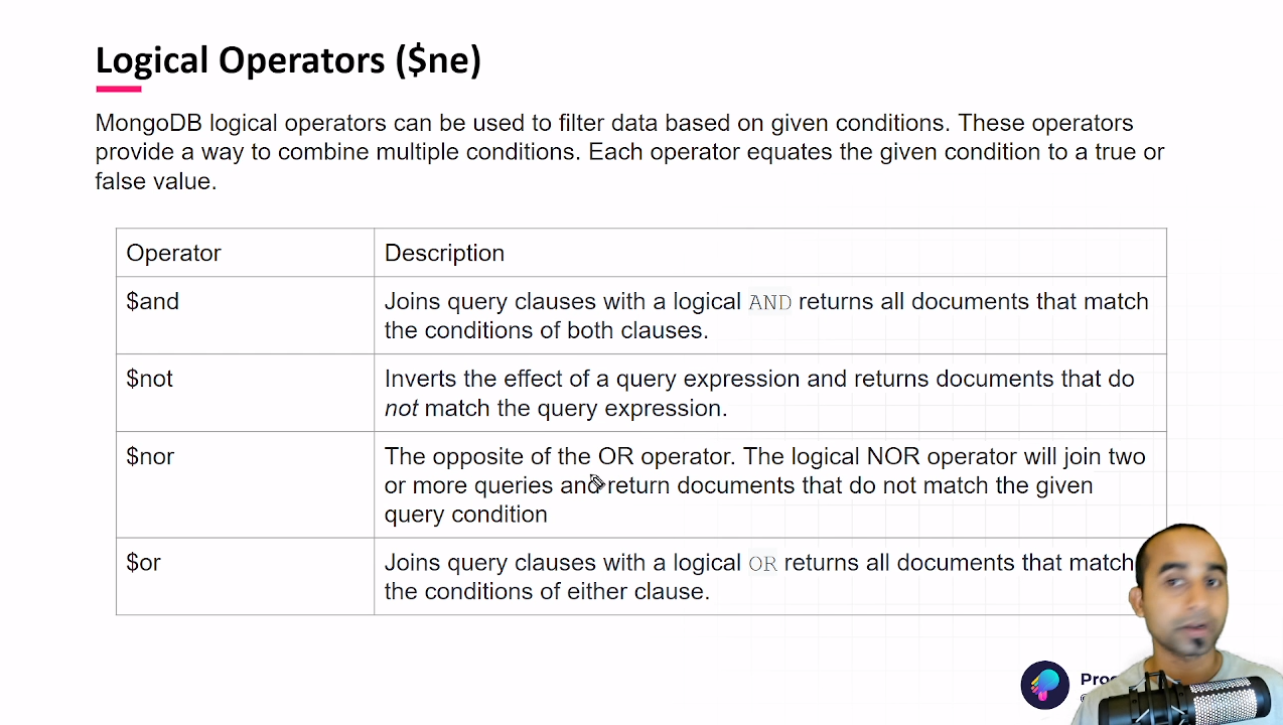 Logical Operators ($ne)
MongoDB logical operators can be used to filter data based on given conditions. These operators
provide a way to combine multiple conditions. Each operator equates the given condition to a true or
false value.
Operator
Description
$and
Joins query clauses with a logical AND returns all documents that match
the conditions of both clauses.
$not
Inverts the effect of a query expression and returns documents that do
not match the query expression.
$nor
The opposite of the OR operator. The logical NOR operator will join two
or more queries and return documents that do not match the given
query condition
$or
Joins query clauses with a logical OR returns all documents that match
the conditions of either clause.